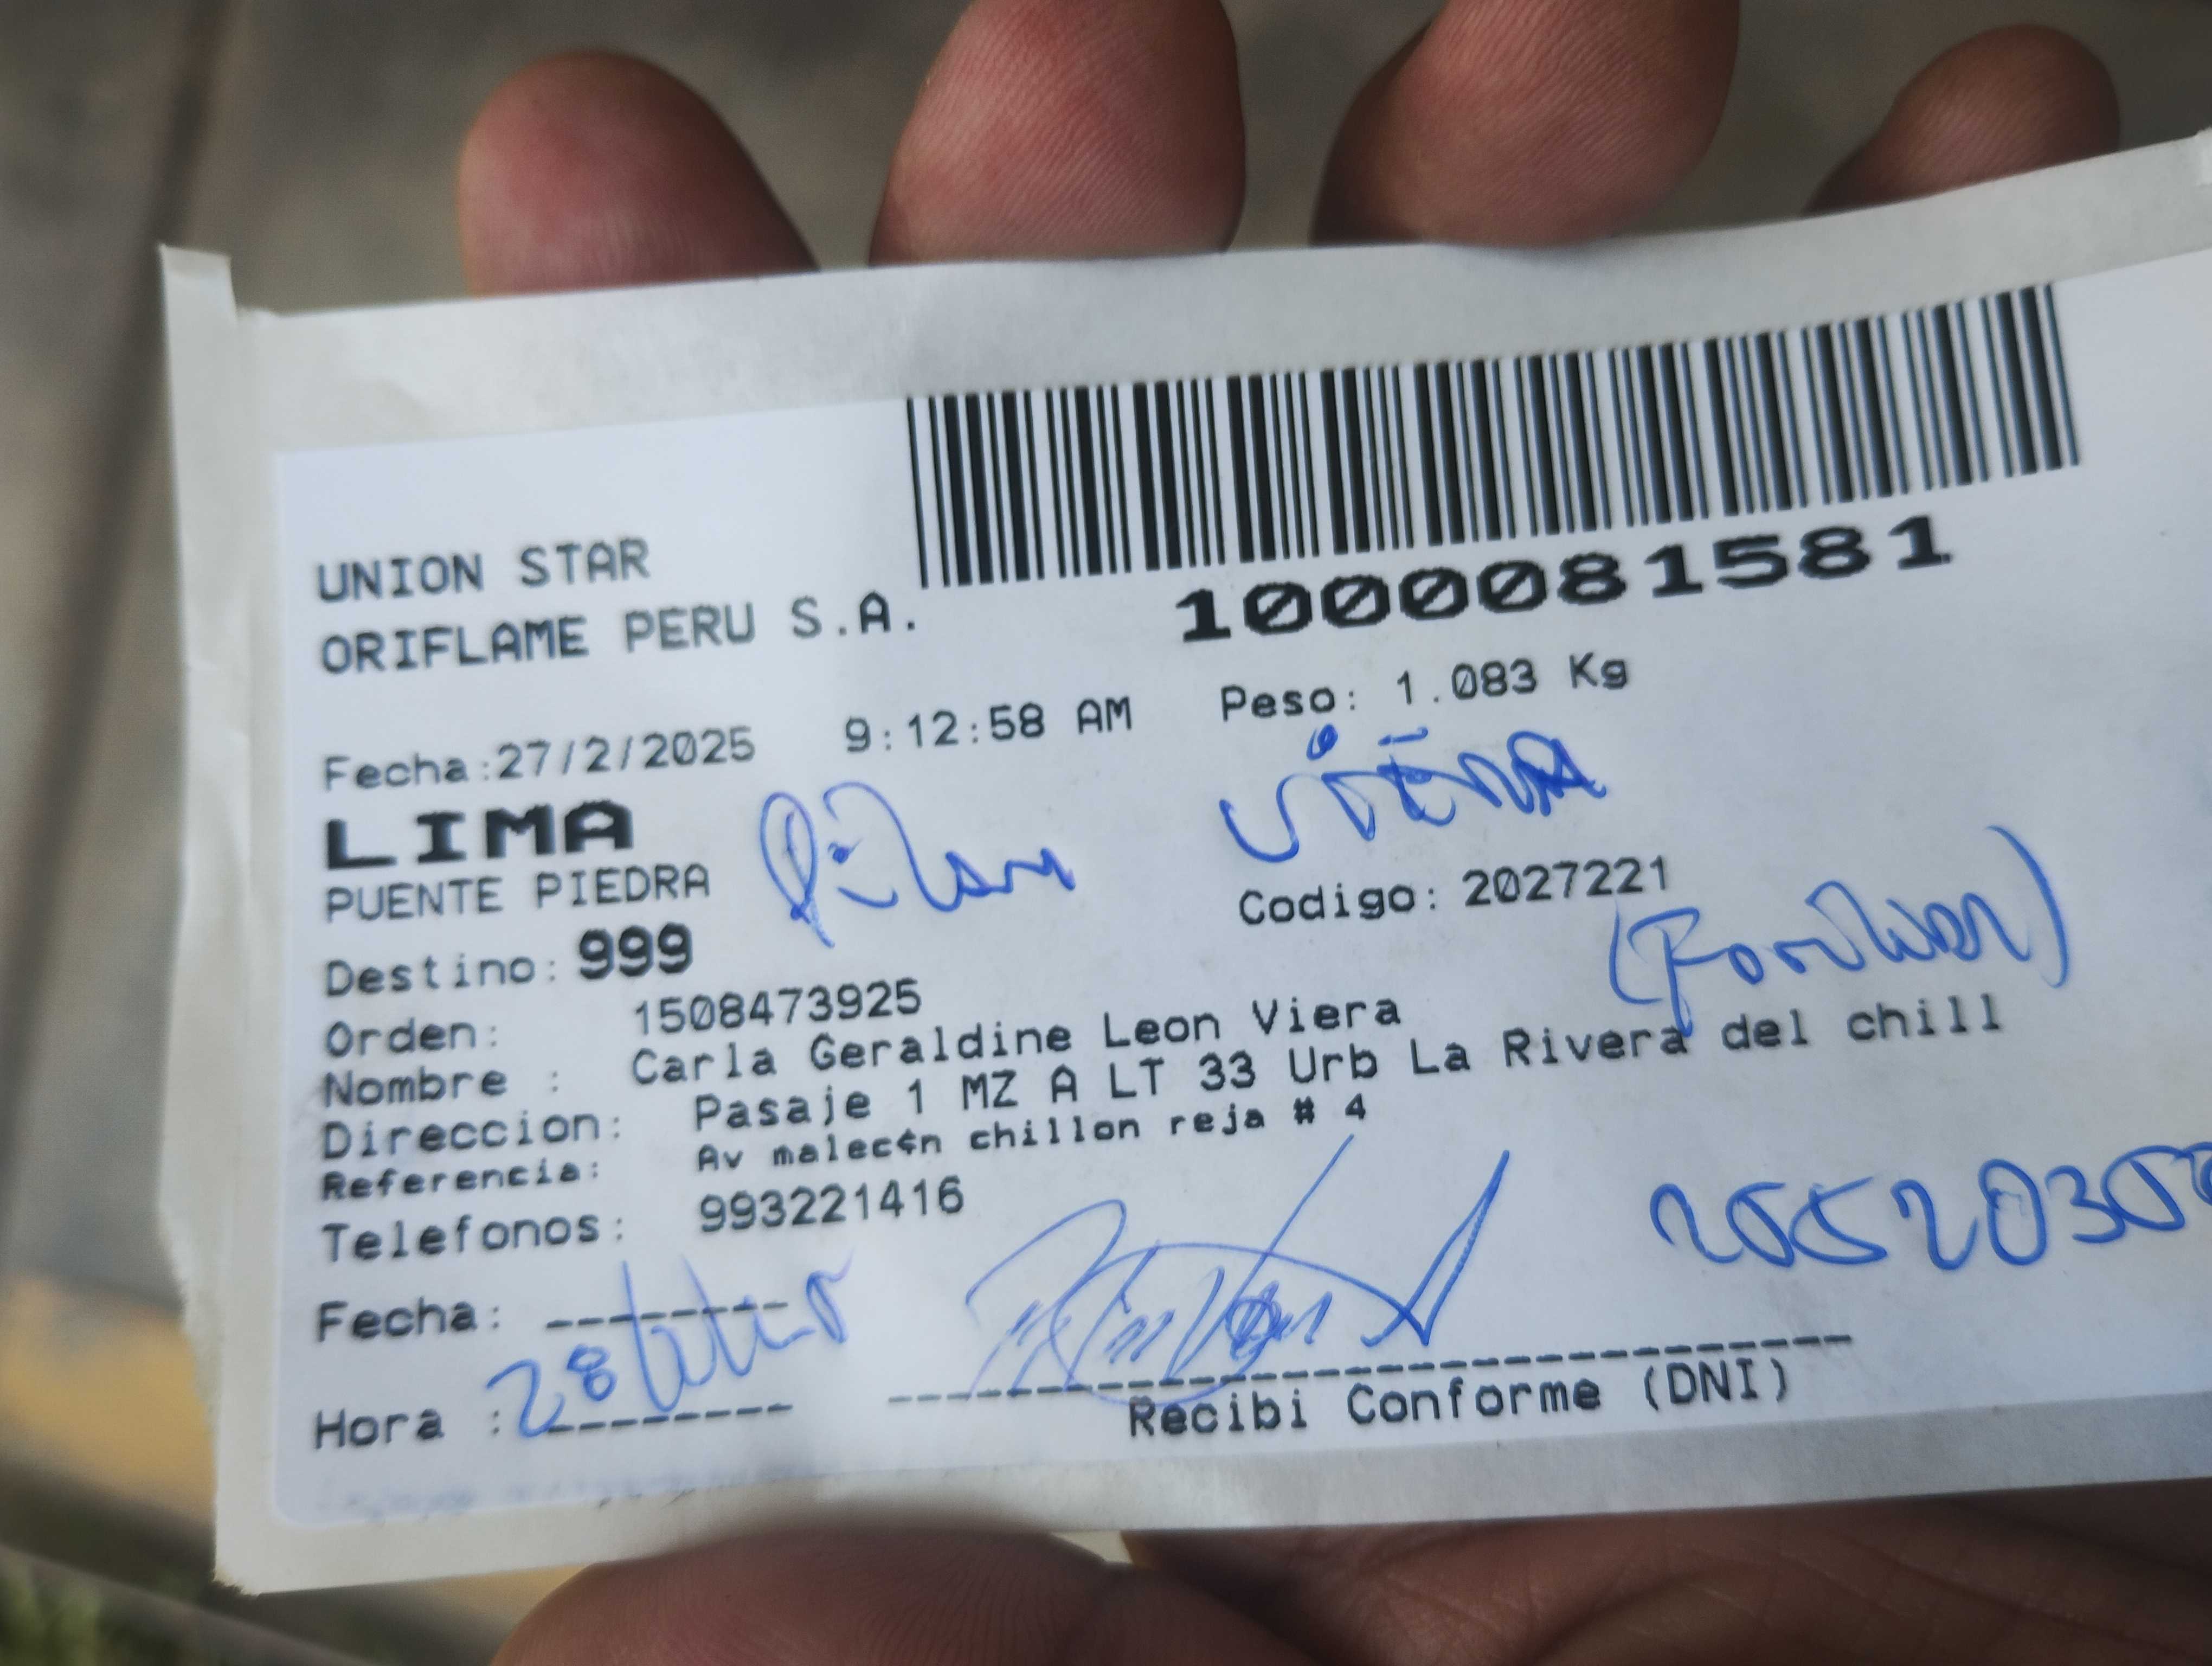 UNION STAR
ORIFLAME PERU S.A.
1000081581
Fecha:27/2/2025 9:12:58 AM Peso: 1.083 Kg
LIMA
PUENTE PIEDRA
Codigo: 2027221
Destino: 999
Orden: 1508473925
Nombre : Carla Geraldine Leon Viera
Direccion: Pasaje 1 MZ A LT 33 Urb La Rivera del chill
Referencia: Av malec¢n chillon reja # 4
Telefonos: 993221416
Fecha:
Hora :
Recibi Conforme (DNI)